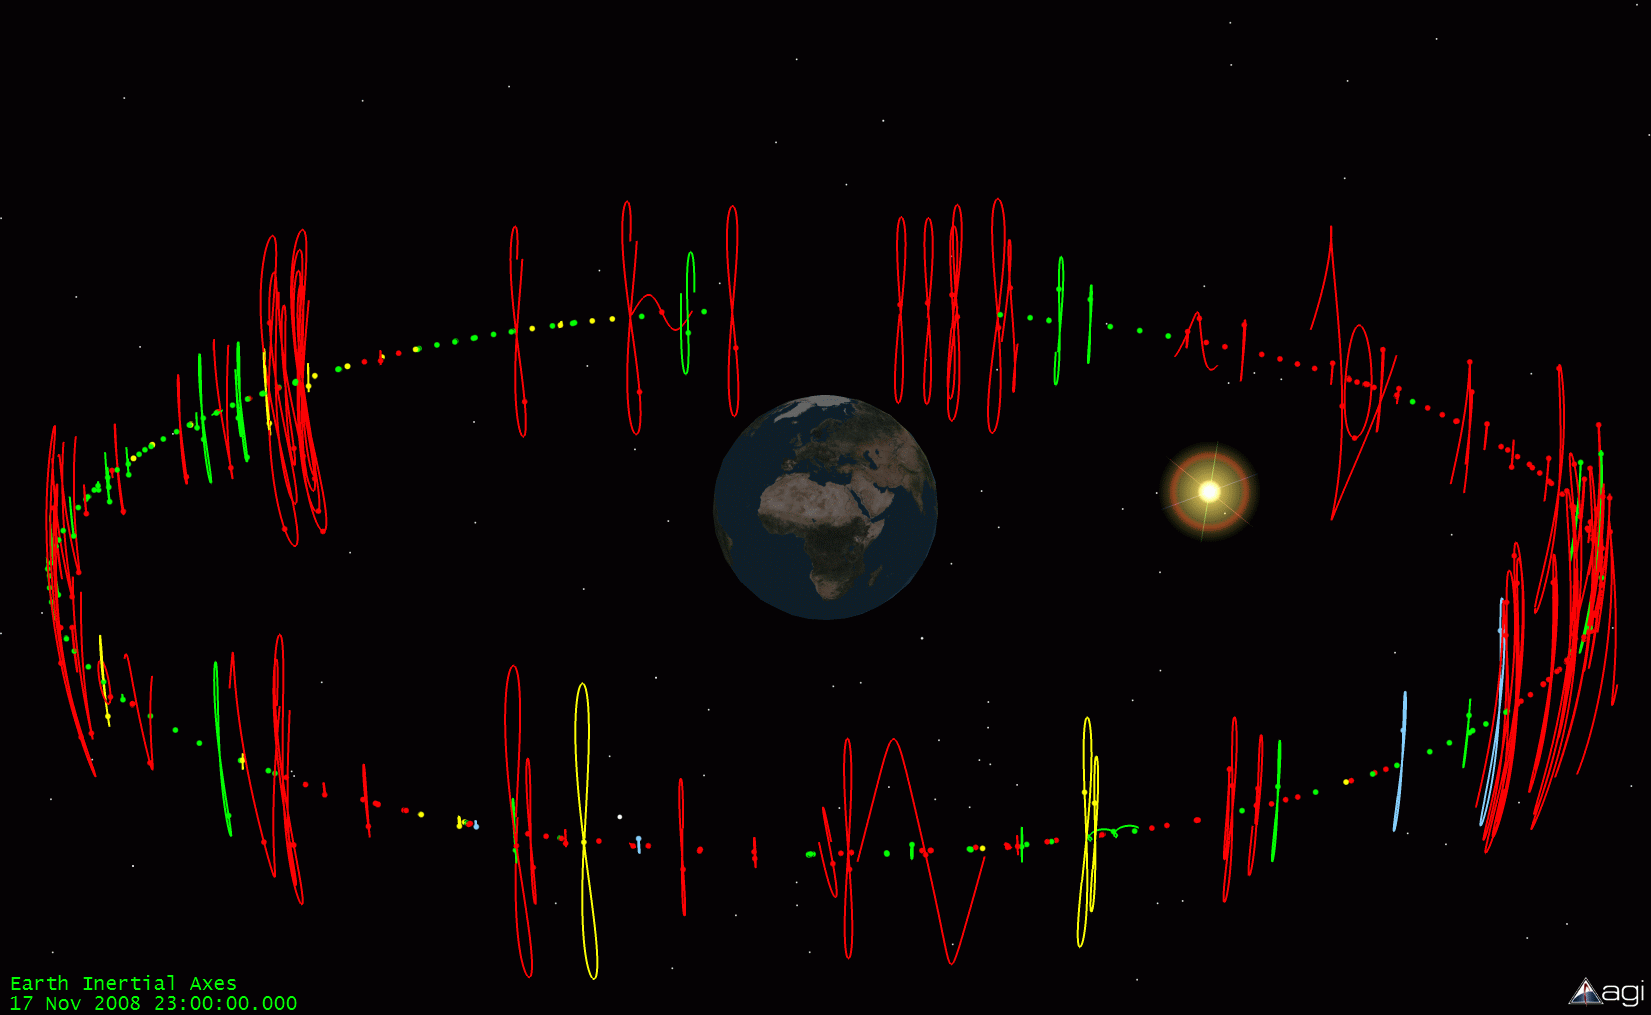 Earth Inertial Axes
17 Nov 2008 23:00:00.000
agi